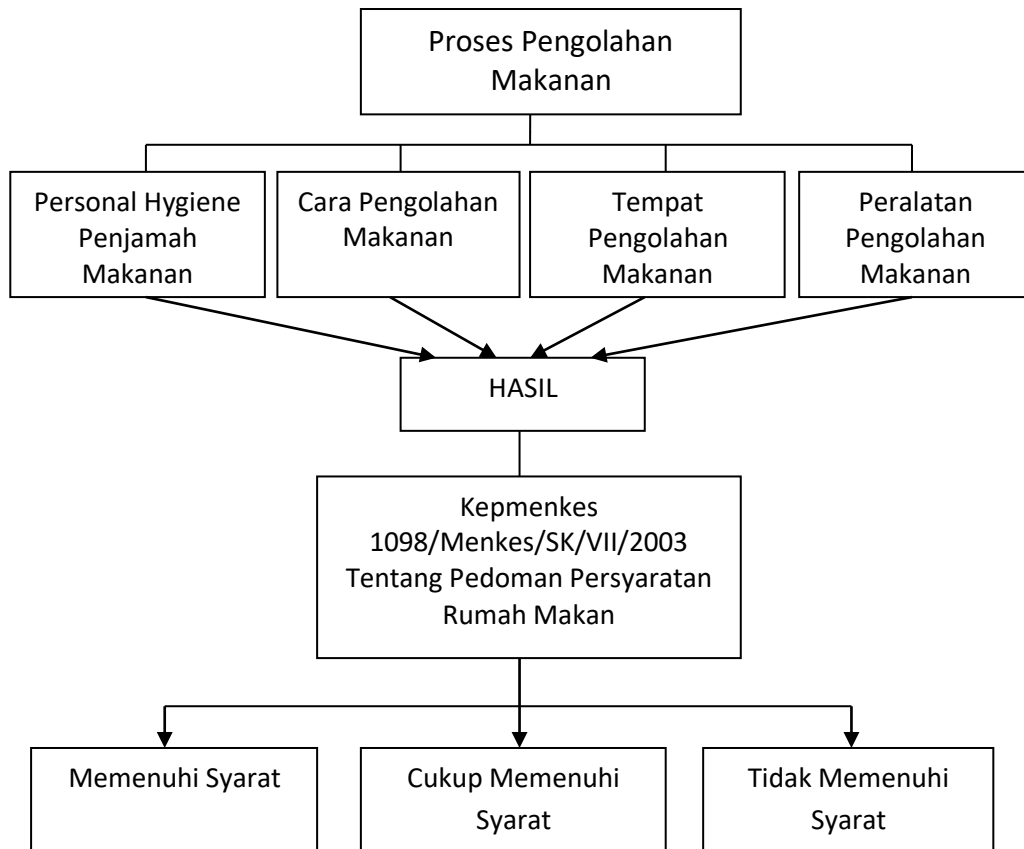 Proses Pengolahan
Makanan
Personal Hygiene
Penjamah
Makanan
Cara Pengolahan
Makanan
Tempat
Pengolahan
Makanan
Peralatan
Pengolahan
Makanan
HASIL
Kepmenkes
1098/Menkes/SK/VII/2003
Tentang Pedoman Persyaratan
Rumah Makan
Memenuhi Syarat
Cukup Memenuhi
Syarat
Tidak Memenuhi
Syarat